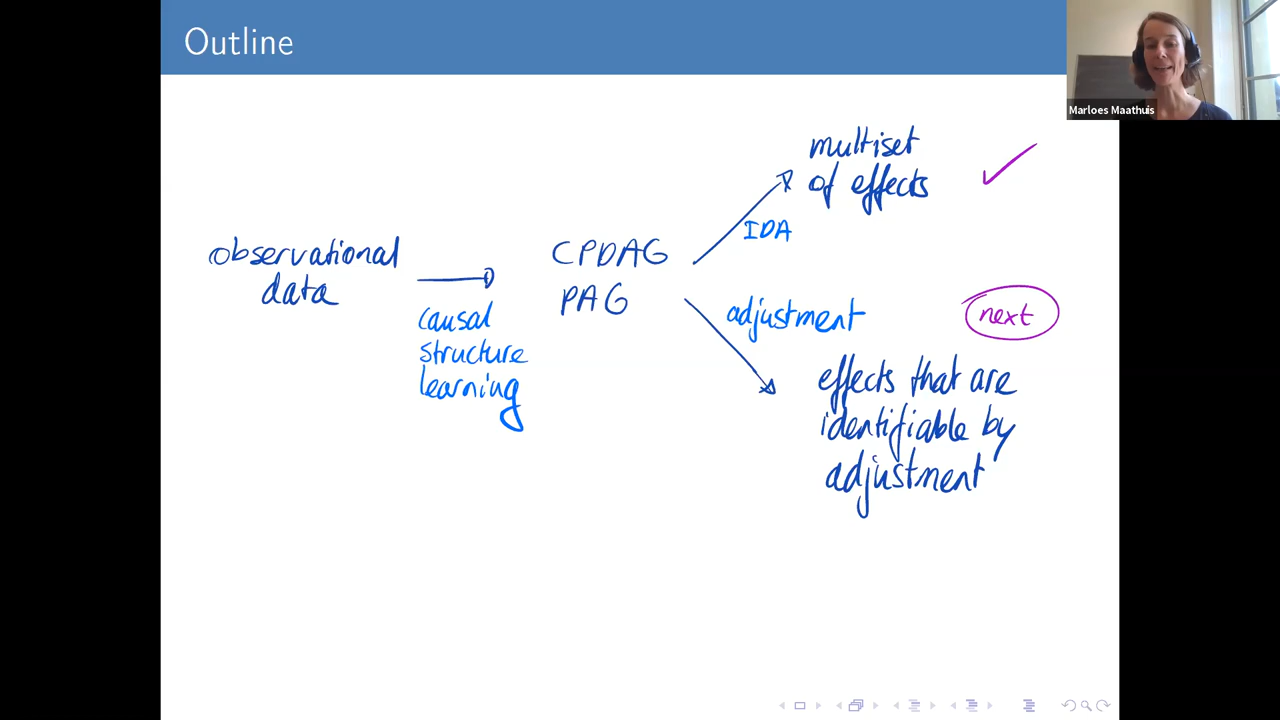 Outline
Marloes Maathuis
multiset
of effects
IDA
observational
data
causal
structure
learning
CPDAG
PAG
adjustment
next
effects that are
identifiable by
adjustment